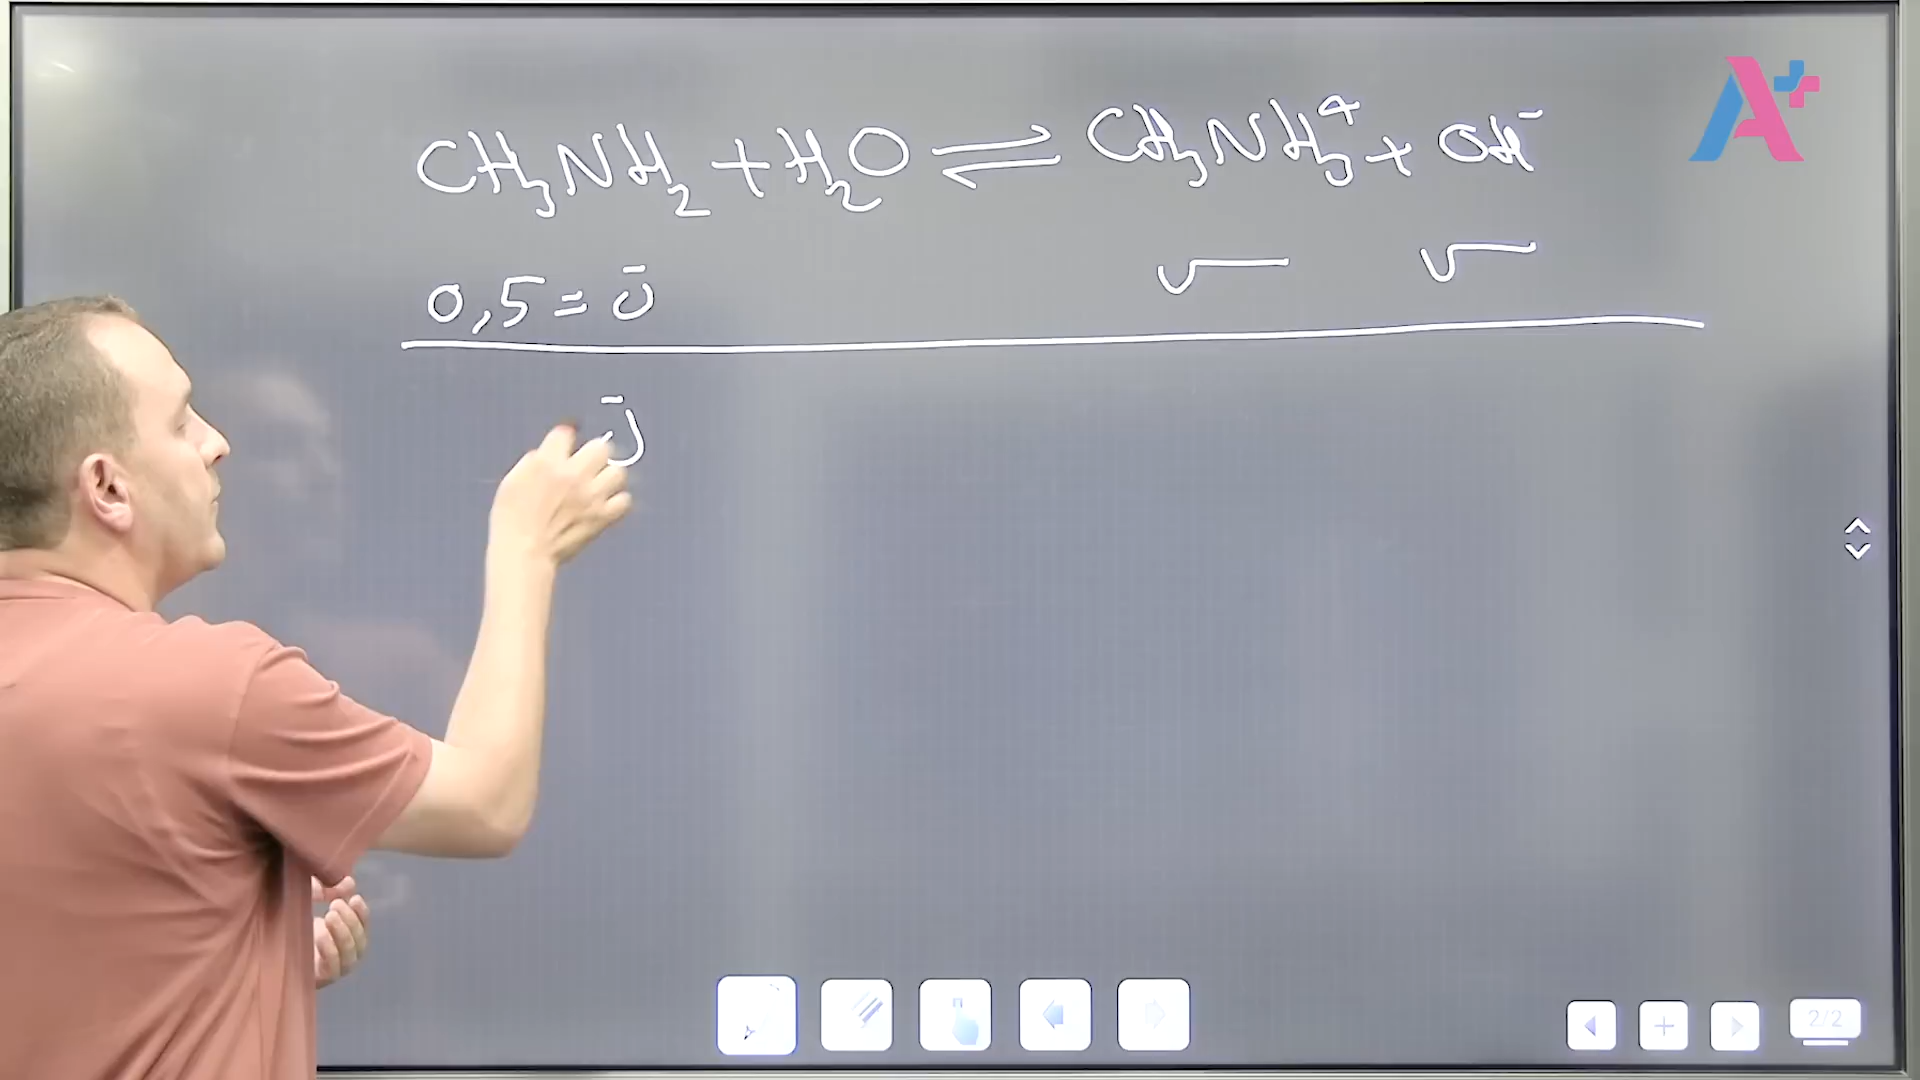 CH₃NH₂ + H₂O ⇌ CH₃NH₃⁺ + OH⁻
0,5 =
A+
2/2